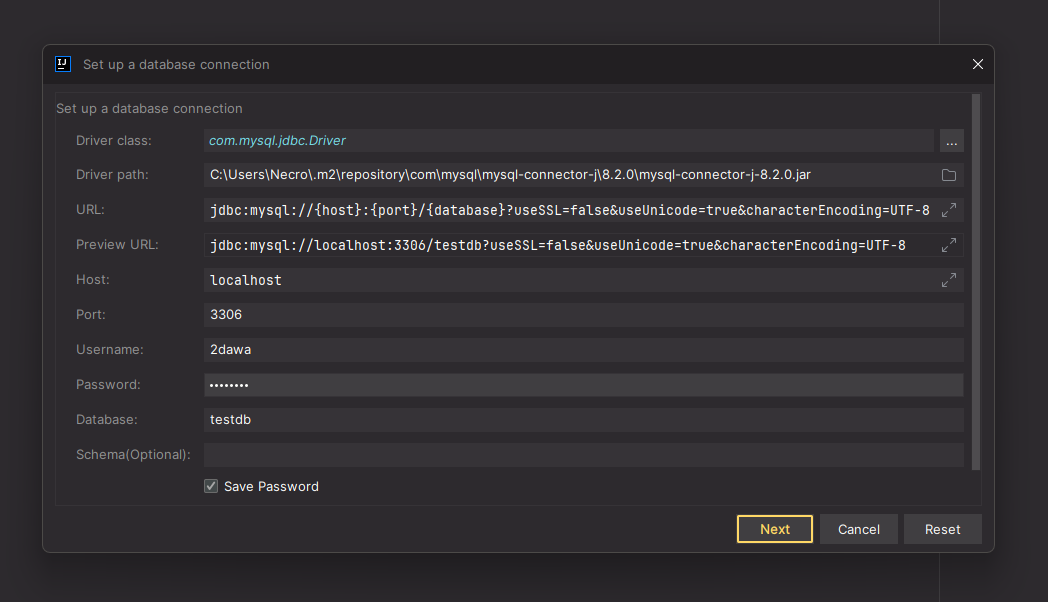 IJ Set up a database connection
Set up a database connection
Driver class: com.mysql.jdbc.Driver ...
Driver path: C:\Users\Necro\.m2\repository\com\mysql\mysql-connector-j\8.2.0\mysql-connector-j-8.2.0.jar
URL: jdbc:mysql://{host}:{port}/{database}?useSSL=false&useUnicode=true&characterEncoding=UTF-8
Preview URL: jdbc:mysql://localhost:3306/testdb?useSSL=false&useUnicode=true&characterEncoding=UTF-8
Host: localhost
Port: 3306
Username: 2dawa
Password: ••••••••
Database: testdb
Schema(Optional):
Save Password
Next Cancel Reset